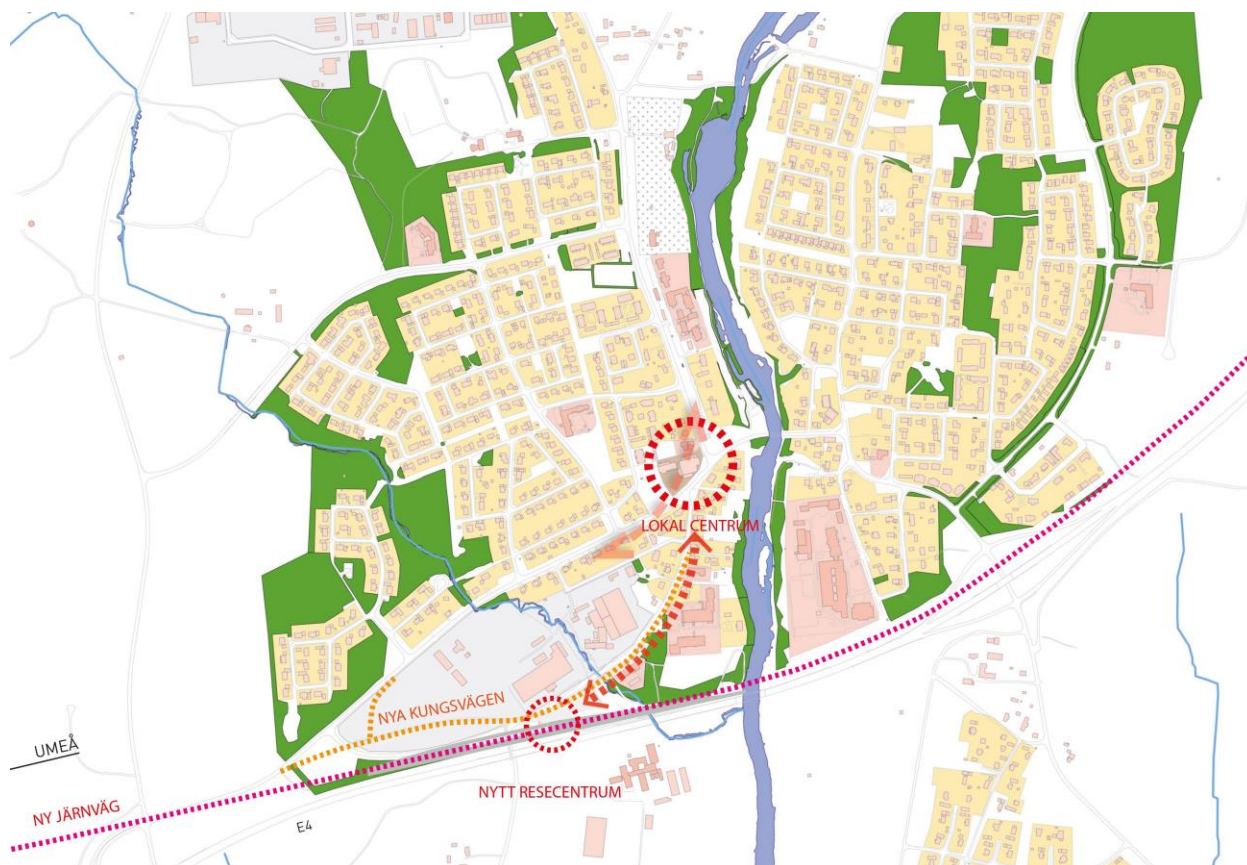 LOKAL CENTRUM
NYA KUNGSVÄGEN
UMEÅ
NYTT RESECENTRUM
NY JÄRNVÄG
E4